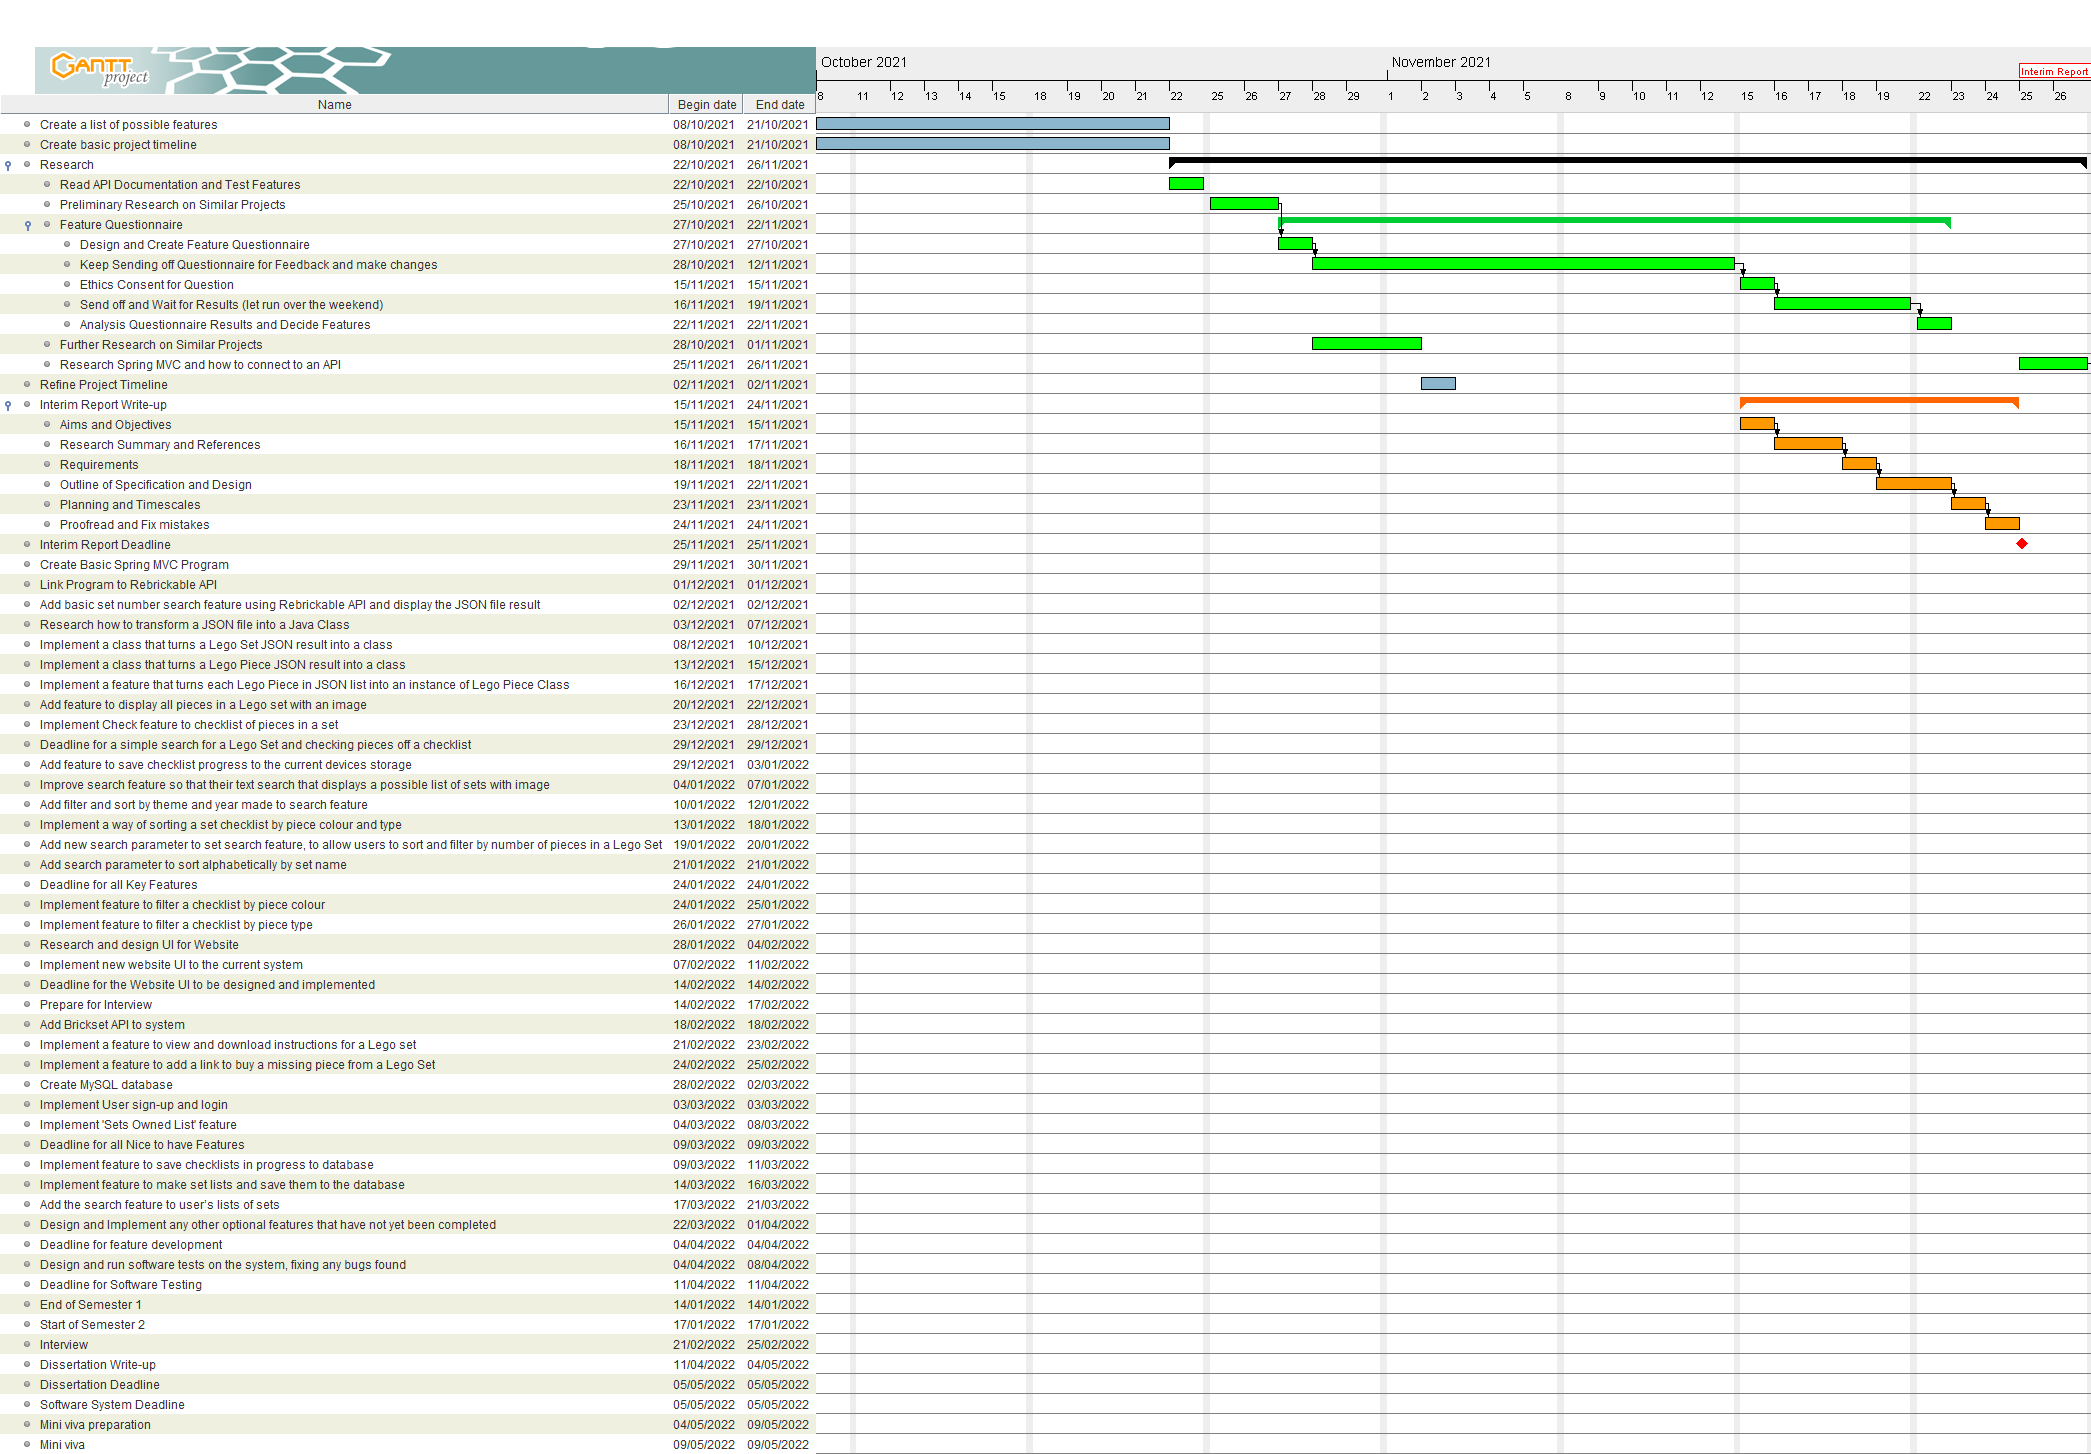 GANTT
project
October 2021
November 2021
Interim Report
Name Begin date End date
8 11 12 13 14 15 18 19 20 21 22 25 26 27 28 29 1 2 3 4 5 8 9 10 11 12 15 16 17 18 19 22 23 24 25 26
Create a list of possible features 08/10/2021 21/10/2021
Create basic project timeline 08/10/2021 21/10/2021
Research 22/10/2021 26/11/2021
Read API Documentation and Test Features 22/10/2021 22/10/2021
Preliminary Research on Similar Projects 25/10/2021 26/10/2021
Feature Questionnaire 27/10/2021 22/11/2021
Design and Create Feature Questionnaire 27/10/2021 27/10/2021
Keep Sending off Questionnaire for Feedback and make changes 28/10/2021 12/11/2021
Ethics Consent for Question 15/11/2021 15/11/2021
Send off and Wait for Results (let run over the weekend) 16/11/2021 19/11/2021
Analysis Questionnaire Results and Decide Features 22/11/2021 22/11/2021
Further Research on Similar Projects 28/10/2021 01/11/2021
Research Spring MVC and how to connect to an API 25/11/2021 26/11/2021
Refine Project Timeline 02/11/2021 02/11/2021
Interim Report Write-up 15/11/2021 24/11/2021
Aims and Objectives 15/11/2021 15/11/2021
Research Summary and References 16/11/2021 17/11/2021
Requirements 18/11/2021 18/11/2021
Outline of Specification and Design 19/11/2021 22/11/2021
Planning and Timescales 23/11/2021 23/11/2021
Proofread and Fix mistakes 24/11/2021 24/11/2021
Interim Report Deadline 25/11/2021 25/11/2021
Create Basic Spring MVC Program 29/11/2021 30/11/2021
Link Program to Rebrickable API 01/12/2021 01/12/2021
Add basic set number search feature using Rebrickable API and display the JSON file result 02/12/2021 02/12/2021
Research how to transform a JSON file into a Java Class 03/12/2021 07/12/2021
Implement a class that turns a Lego Set JSON result into a class 08/12/2021 10/12/2021
Implement a class that turns a Lego Piece JSON result into a class 13/12/2021 15/12/2021
Implement a feature that turns each Lego Piece in JSON list into an instance of Lego Piece Class 16/12/2021 17/12/2021
Add feature to display all pieces in a Lego set with an image 20/12/2021 22/12/2021
Implement Check feature to checklist of pieces in a set 23/12/2021 28/12/2021
Deadline for a simple search for a Lego Set and checking pieces off a checklist 29/12/2021 29/12/2021
Add feature to save checklist progress to the current devices storage 29/12/2021 03/01/2022
Improve search feature so that their text search that displays a possible list of sets with image 04/01/2022 07/01/2022
Add filter and sort by theme and year made to search feature 10/01/2022 12/01/2022
Implement a way of sorting a set checklist by piece colour and type 13/01/2022 18/01/2022
Add new search parameter to set search feature, to allow users to sort and filter by number of pieces in a Lego Set 19/01/2022 20/01/2022
Add search parameter to sort alphabetically by set name 21/01/2022 21/01/2022
Deadline for all Key Features 24/01/2022 24/01/2022
Implement feature to filter a checklist by piece colour 24/01/2022 25/01/2022
Implement feature to filter a checklist by piece type 26/01/2022 27/01/2022
Research and design UI for Website 28/01/2022 04/02/2022
Implement new website UI to the current system 07/02/2022 11/02/2022
Deadline for the Website UI to be designed and implemented 14/02/2022 14/02/2022
Prepare for Interview 14/02/2022 17/02/2022
Add Brickset API to system 18/02/2022 18/02/2022
Implement a feature to view and download instructions for a Lego set 21/02/2022 23/02/2022
Implement a feature to add a link to buy a missing piece from a Lego Set 24/02/2022 25/02/2022
Create MySQL database 28/02/2022 02/03/2022
Implement User sign-up and login 03/03/2022 03/03/2022
Implement 'Sets Owned List' feature 04/03/2022 08/03/2022
Deadline for all Nice to have Features 09/03/2022 09/03/2022
Implement feature to save checklists in progress to database 09/03/2022 11/03/2022
Implement feature to make set lists and save them to the database 14/03/2022 16/03/2022
Add the search feature to user's lists of sets 17/03/2022 21/03/2022
Design and Implement any other optional features that have not yet been completed 22/03/2022 01/04/2022
Deadline for feature development 04/04/2022 04/04/2022
Design and run software tests on the system, fixing any bugs found 04/04/2022 08/04/2022
Deadline for Software Testing 11/04/2022 11/04/2022
End of Semester 1 14/01/2022 14/01/2022
Start of Semester 2 17/01/2022 17/01/2022
Interview 21/02/2022 25/02/2022
Dissertation Write-up 11/04/2022 04/05/2022
Dissertation Deadline 05/05/2022 05/05/2022
Software System Deadline 05/05/2022 05/05/2022
Mini viva preparation 04/05/2022 09/05/2022
Mini viva 09/05/2022 09/05/2022